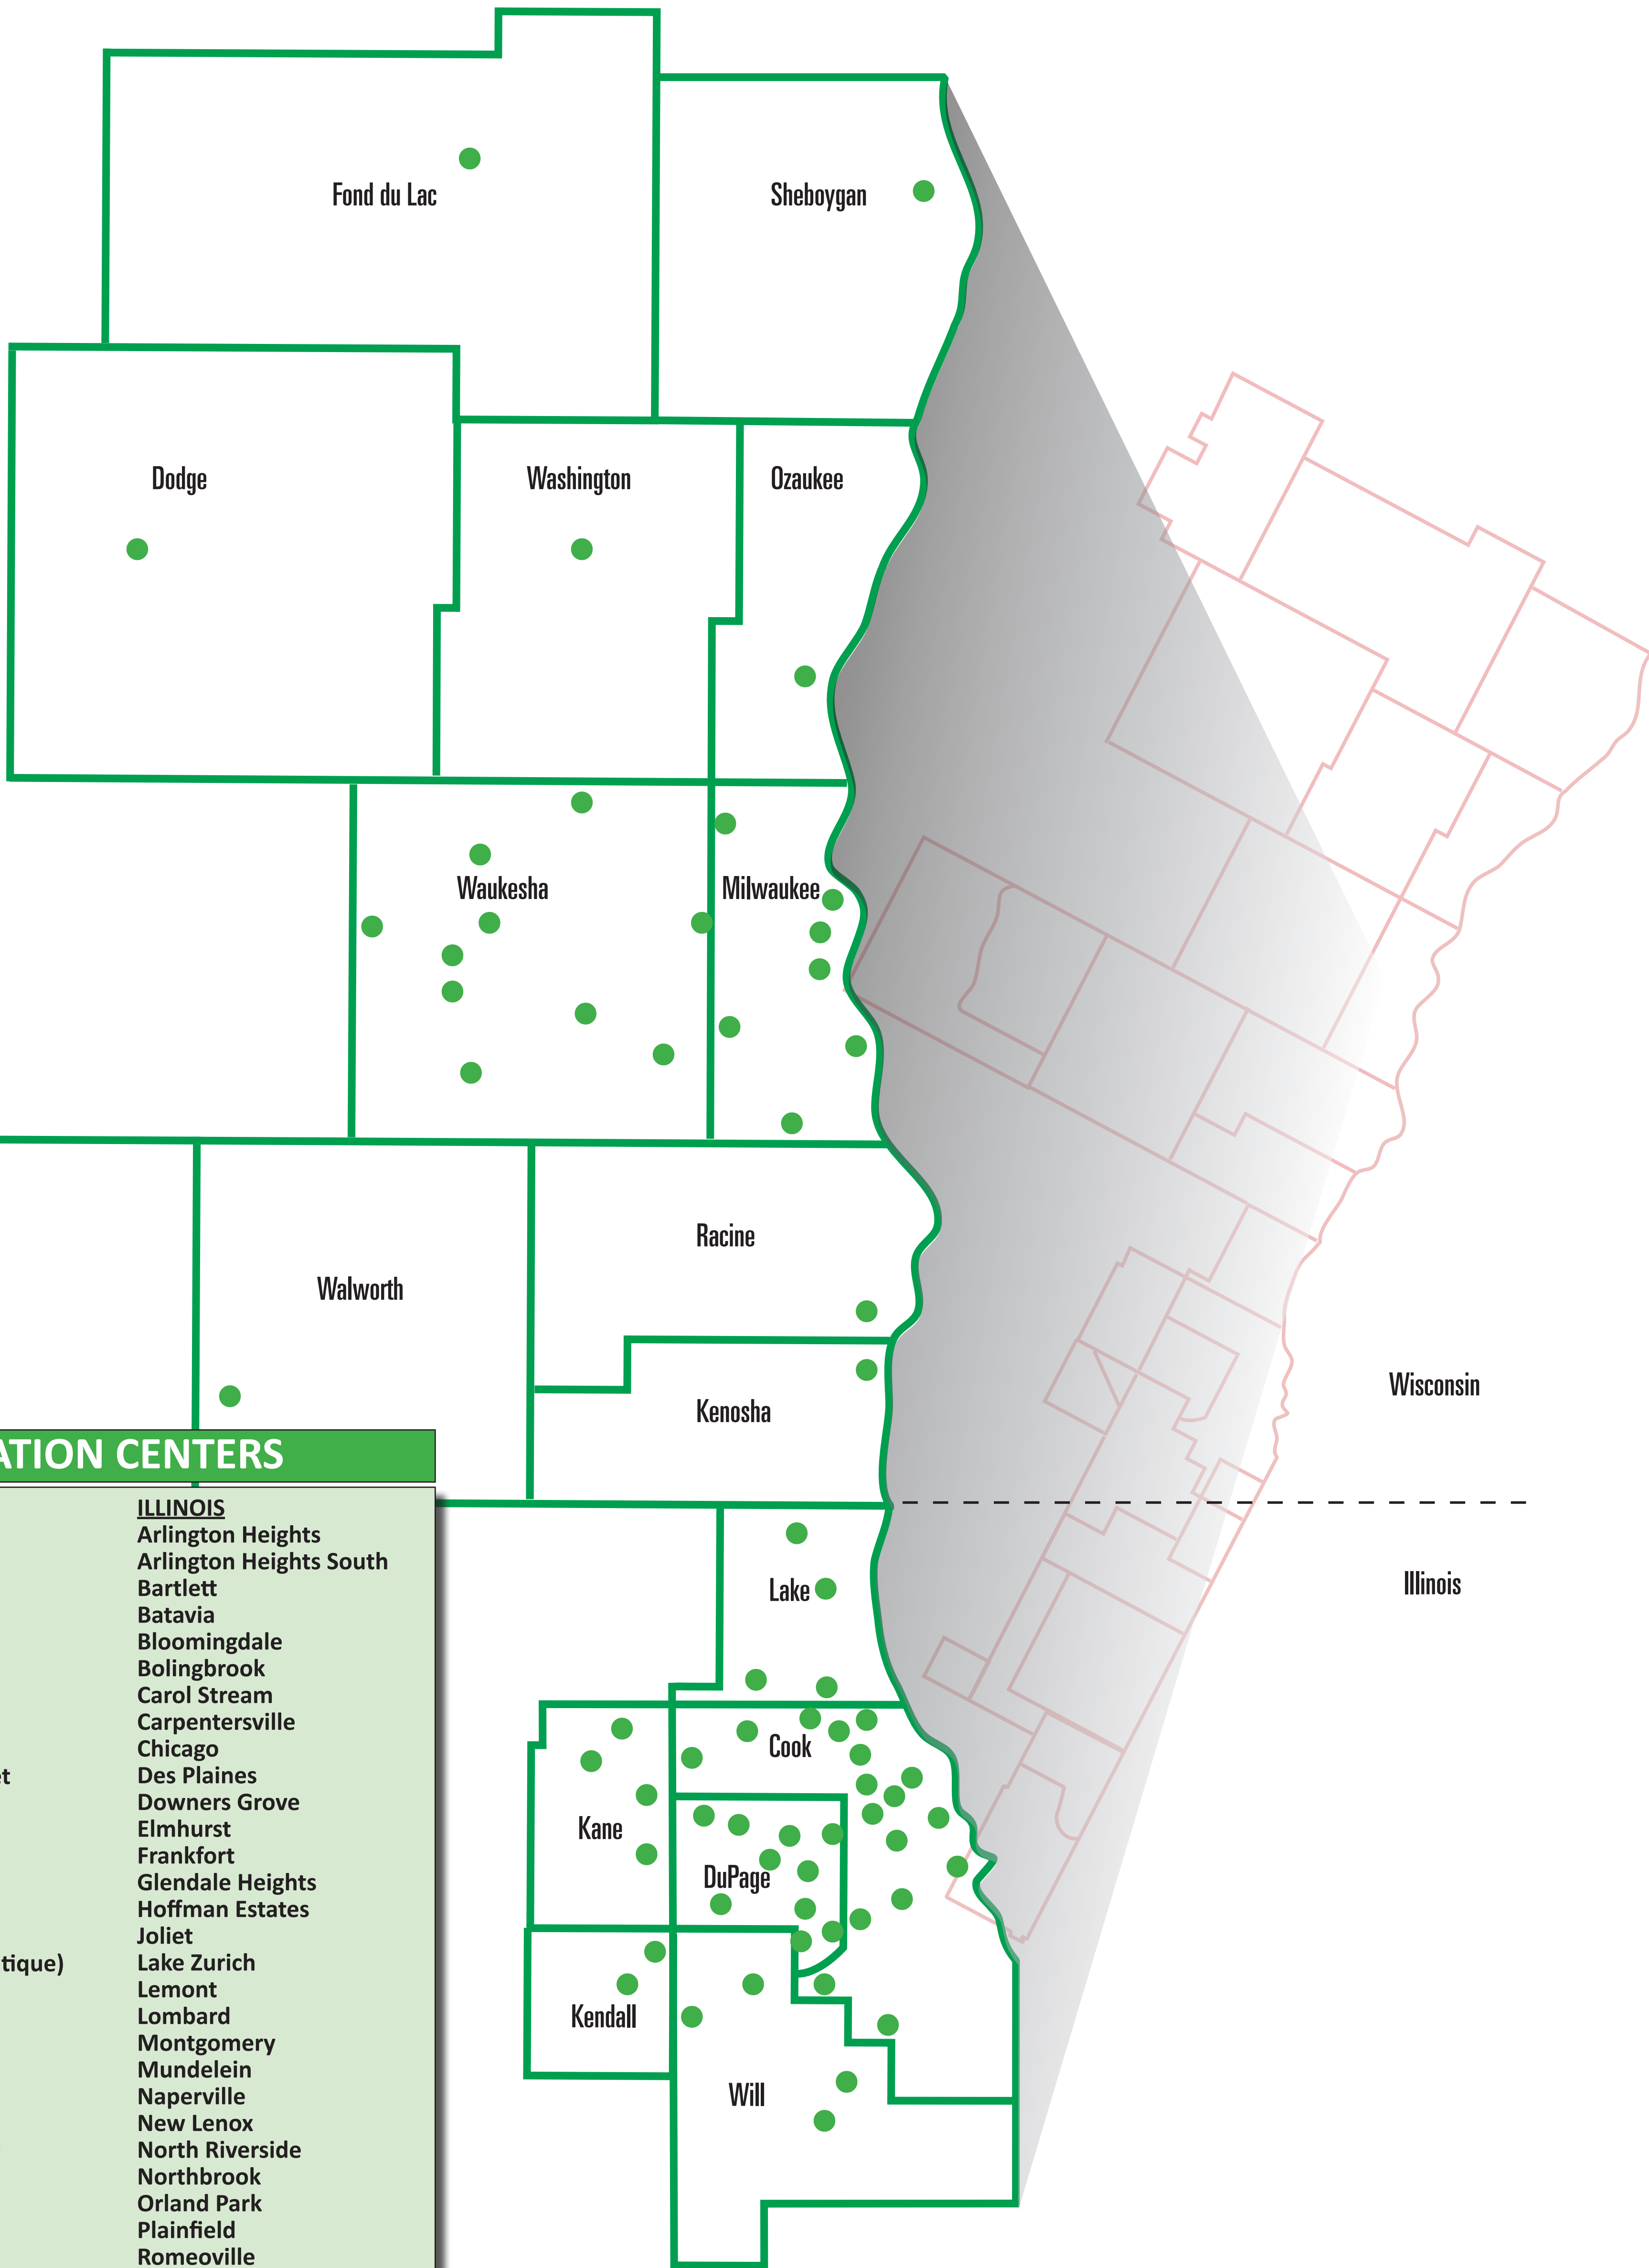 Fond du Lac
Sheboygan
Dodge
Washington
Ozaukee
Waukesha
Milwaukee
Racine
Walworth
Kenosha
Wisconsin
Illinois
Lake
Cook
Kane
DuPage
Kendall
Will
ATION CENTERS
ILLINOIS
Arlington Heights
Arlington Heights South
Bartlett
Batavia
Bloomingdale
Bolingbrook
Carol Stream
Carpentersville
Chicago
et
Des Plaines
Downers Grove
Elmhurst
Frankfort
Glendale Heights
Hoffman Estates
Joliet
tique)
Lake Zurich
Lemont
Lombard
Montgomery
Mundelein
Naperville
New Lenox
North Riverside
Northbrook
Orland Park
Plainfield
Romeoville